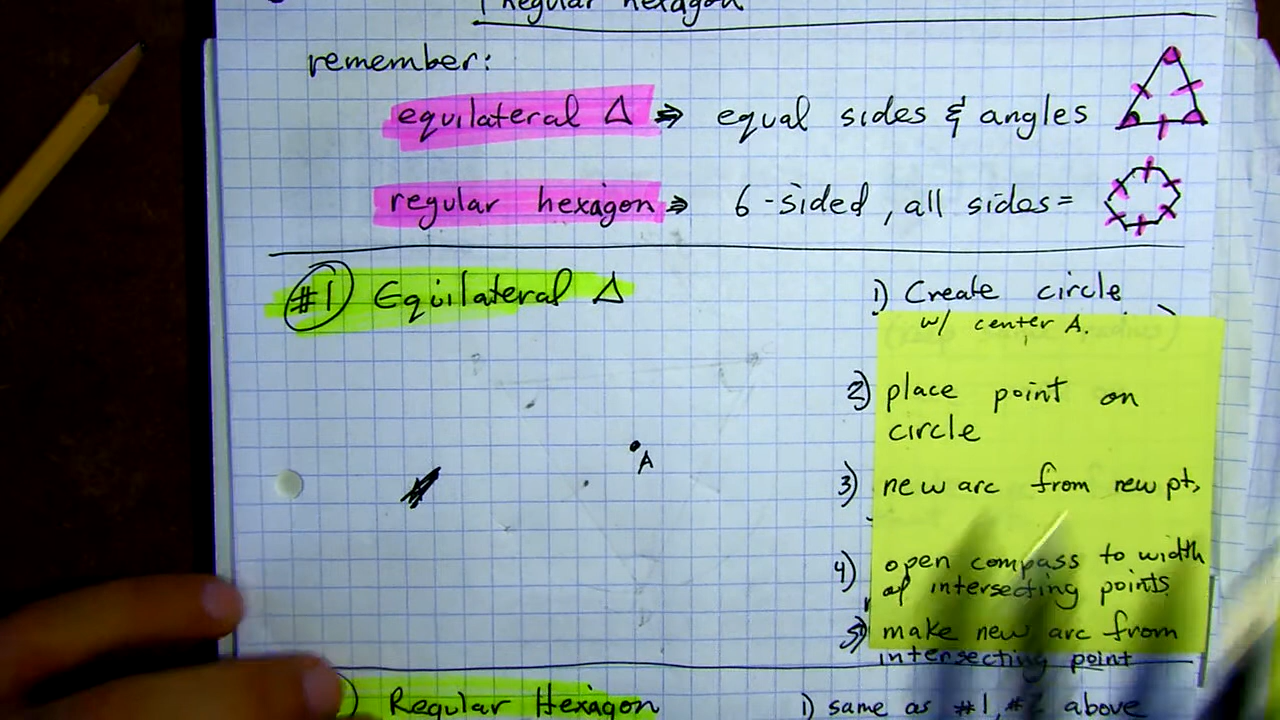 regular hexagon
remember:
equilateral Δ ⇒ equal sides & angles
regular hexagon ⇒ 6-sided, all sides =
#1) Equilateral Δ
1) Create circle
w/ center A.
2) place point on
circle
A
3) new arc from new pt,
4) open compass to width
of intersecting points
5) make new arc from
intersecting point
) Regular Hexagon
1) same as #1, #2 above